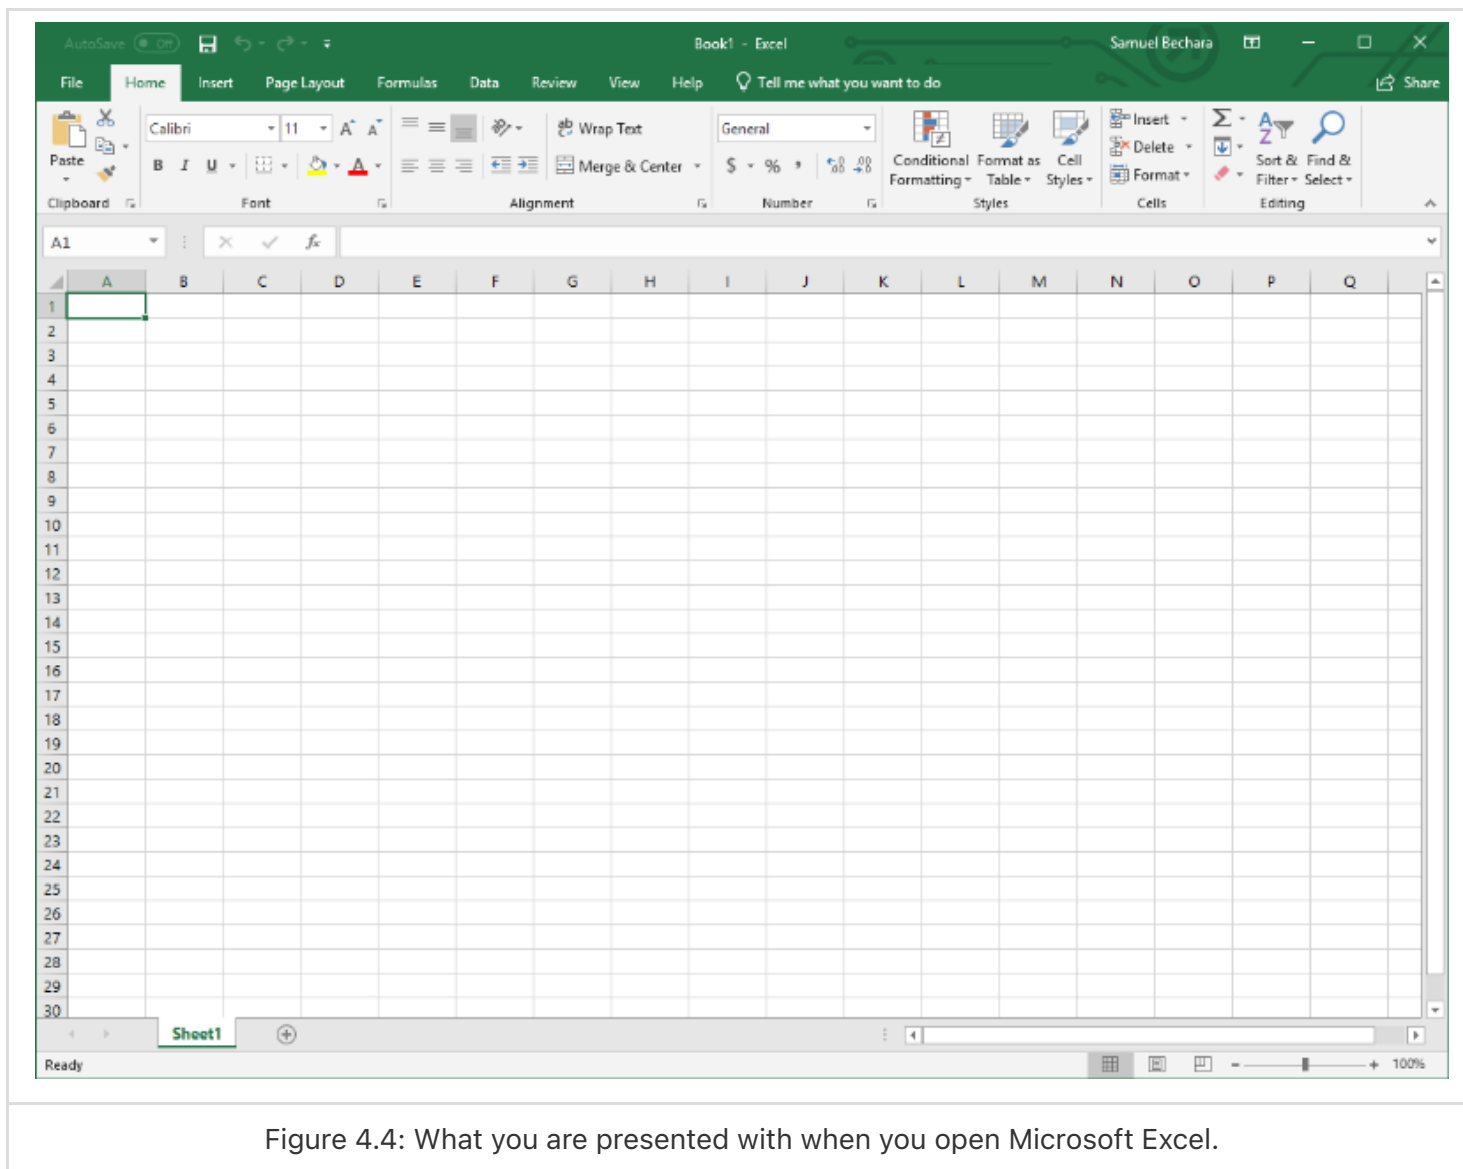 AutoSave Off Book1 - Excel Samuel Bechara
File Home Insert Page Layout Formulas Data Review View Help Tell me what you want to do Share
Paste
Clipboard
Calibri 11
B I U
Font
Wrap Text
Merge & Center
Alignment
General
$ % ,
Number
Conditional Formatting
Format as Table
Cell Styles
Styles
Insert
Delete
Format
Cells
Sort & Filter
Find & Select
Editing
A1 fx
A B C D E F G H I J K L M N O P Q
1
2
3
4
5
6
7
8
9
10
11
12
13
14
15
16
17
18
19
20
21
22
23
24
25
26
27
28
29
30
Sheet1
Ready 100%
Figure 4.4: What you are presented with when you open Microsoft Excel.